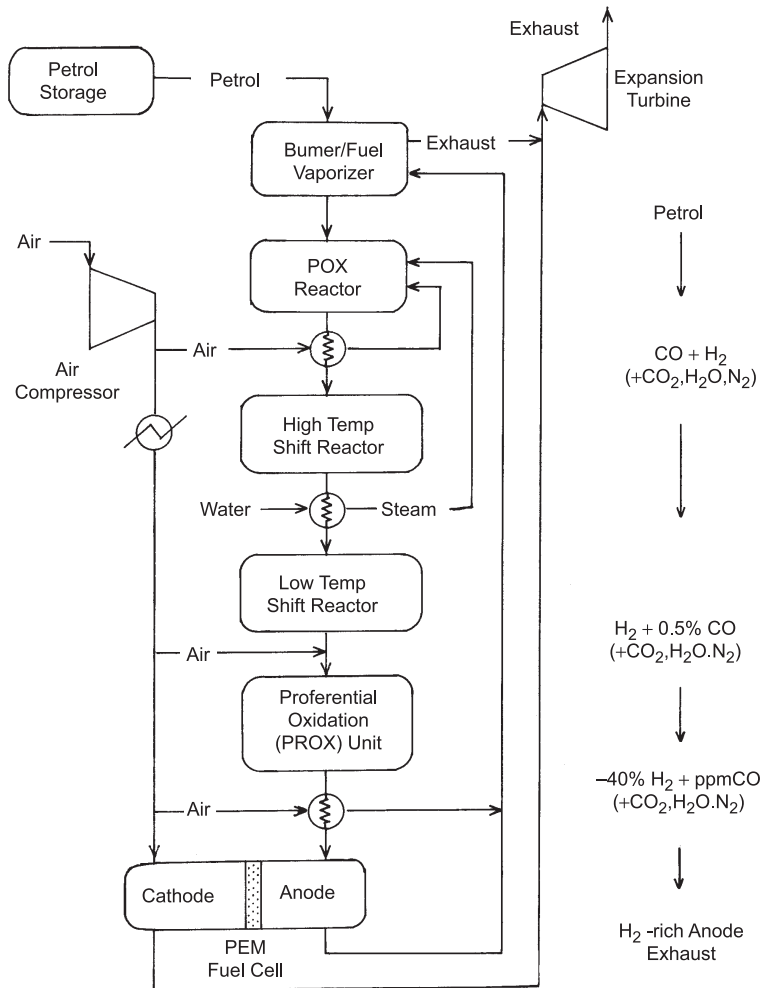 Exhaust
Petrol
Storage
Petrol
Expansion
Turbine
Bumer/Fuel
Vaporizer
Exhaust
Petrol
Air
POX
Reactor
Air
Air
Compressor
CO + H₂
(+CO₂,H₂O,N₂)
High Temp
Shift Reactor
Water
Steam
Low Temp
Shift Reactor
H₂ + 0.5% CO
(+CO₂,H₂O.N₂)
Air
Proferential
Oxidation
(PROX) Unit
–40% H₂ + ppmCO
(+CO₂,H₂O.N₂)
Air
Cathode
Anode
PEM
Fuel Cell
H₂ -rich Anode
Exhaust